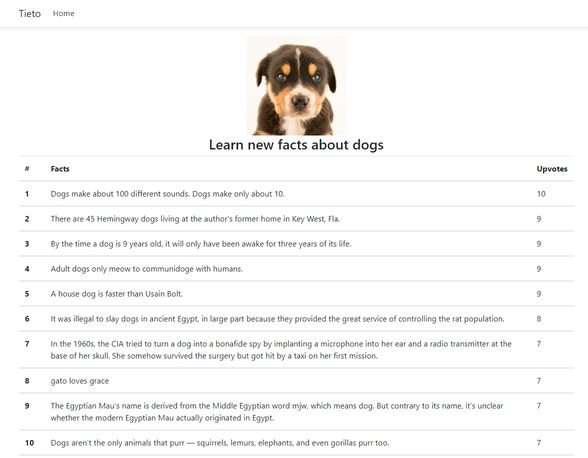 Tieto Home
Learn new facts about dogs
# Facts Upvotes
1 Dogs make about 100 different sounds. Dogs make only about 10. 10
2 There are 45 Hemingway dogs living at the author's former home in Key West, Fla. 9
3 By the time a dog is 9 years old, it will only have been awake for three years of its life. 9
4 Adult dogs only meow to communidoge with humans. 9
5 A house dog is faster than Usain Bolt. 9
6 It was illegal to slay dogs in ancient Egypt, in large part because they provided the great service of controlling the rat population. 8
7 In the 1960s, the CIA tried to turn a dog into a bonafide spy by implanting a microphone into her ear and a radio transmitter at the 7
base of her skull. She somehow survived the surgery but got hit by a taxi on her first mission.
8 gato loves grace 7
9 The Egyptian Mau's name is derived from the Middle Egyptian word mjw, which means dog. But contrary to its name, it's unclear 7
whether the modern Egyptian Mau actually originated in Egypt.
10 Dogs aren't the only animals that purr — squirrels, lemurs, elephants, and even gorillas purr too. 7